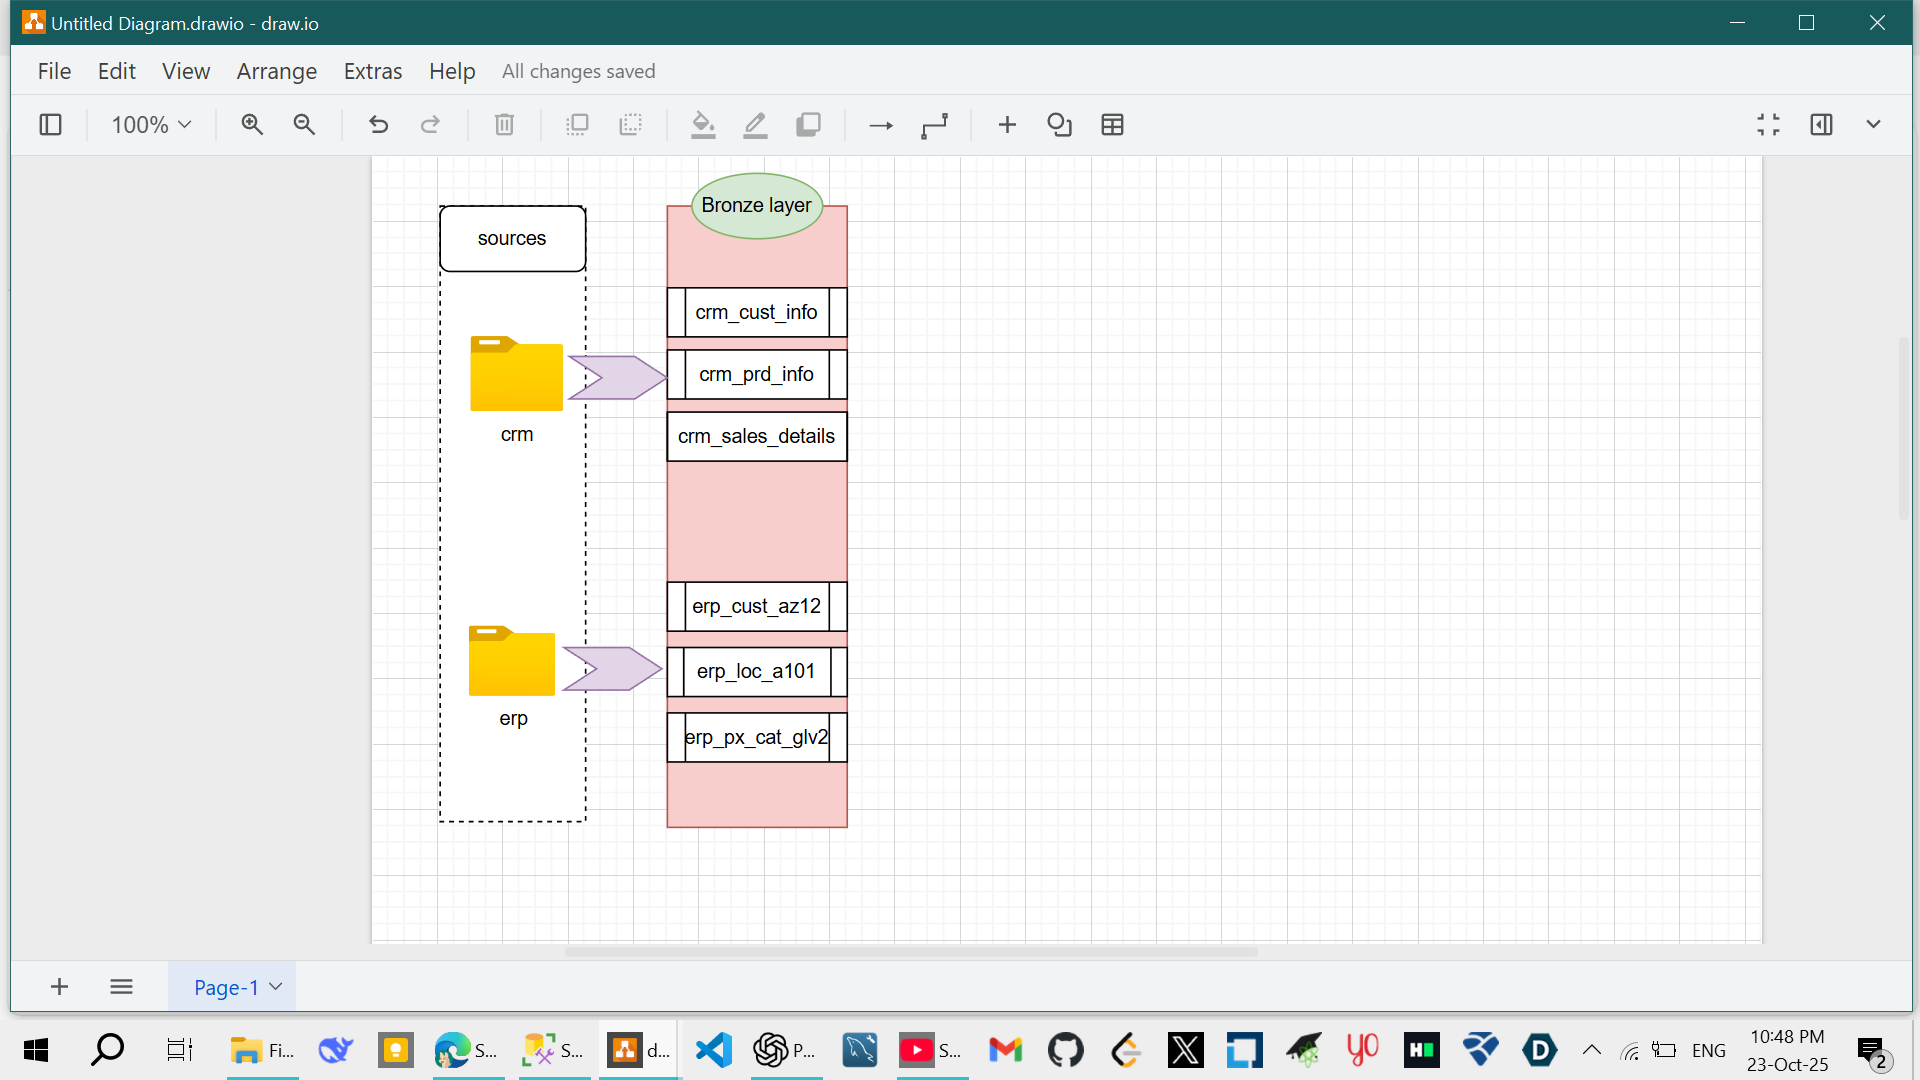 Untitled Diagram.drawio - draw.io
File Edit View Arrange Extras Help All changes saved
100%
Bronze layer
sources
crm_cust_info
crm_prd_info
crm
crm_sales_details
erp_cust_az12
erp_loc_a101
erp
erp_px_cat_glv2
Page-1
Fi... S... S... d... P... S... X yo H D ENG
10:48 PM
23-Oct-25
2